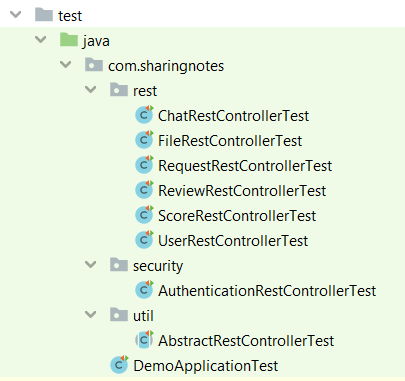 test
java
com.sharingnotes
rest
ChatRestControllerTest
FileRestControllerTest
RequestRestControllerTest
ReviewRestControllerTest
ScoreRestControllerTest
UserRestControllerTest
security
AuthenticationRestControllerTest
util
AbstractRestControllerTest
DemoApplicationTest